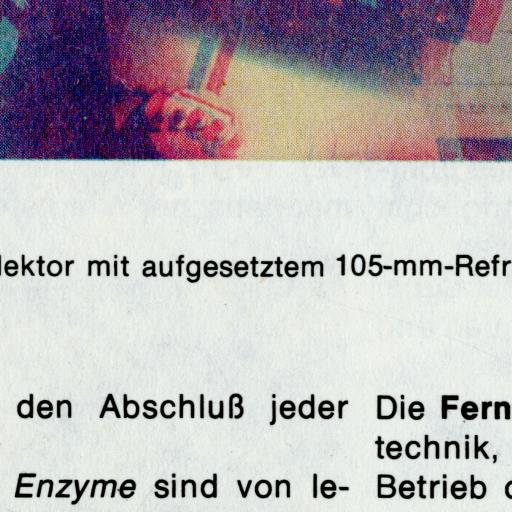 lektor mit aufgesetztem 105-mm-Refr
den Abschluß jeder
Enzyme sind von le-
Die Fern
technik,
Betrieb